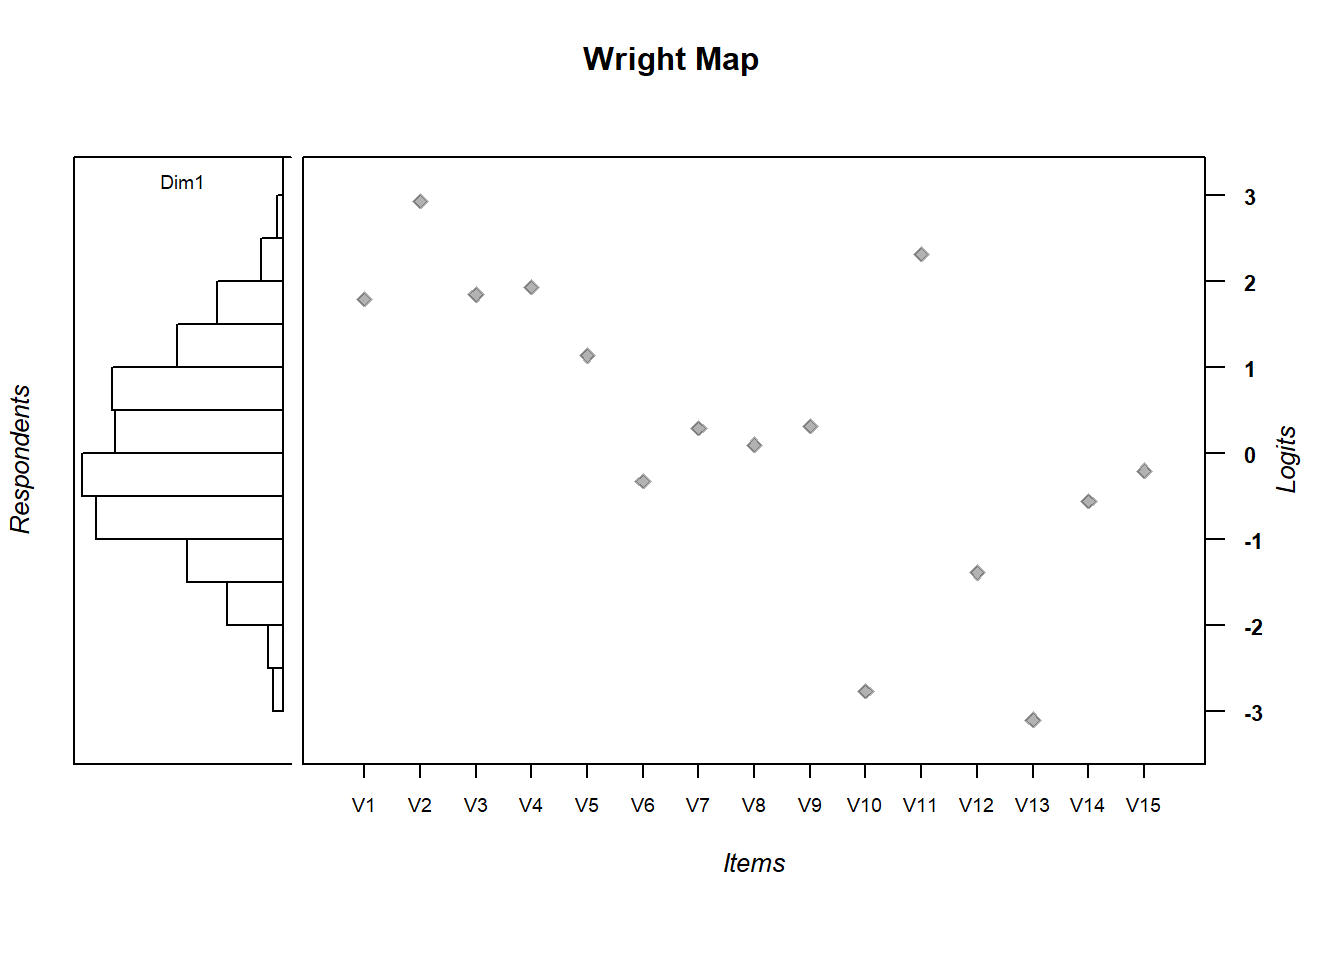 Wright Map
Dim1
Respondents
3
2
1
0
-1
-2
-3
Logits
V1 V2 V3 V4 V5 V6 V7 V8 V9 V10 V11 V12 V13 V14 V15
Items